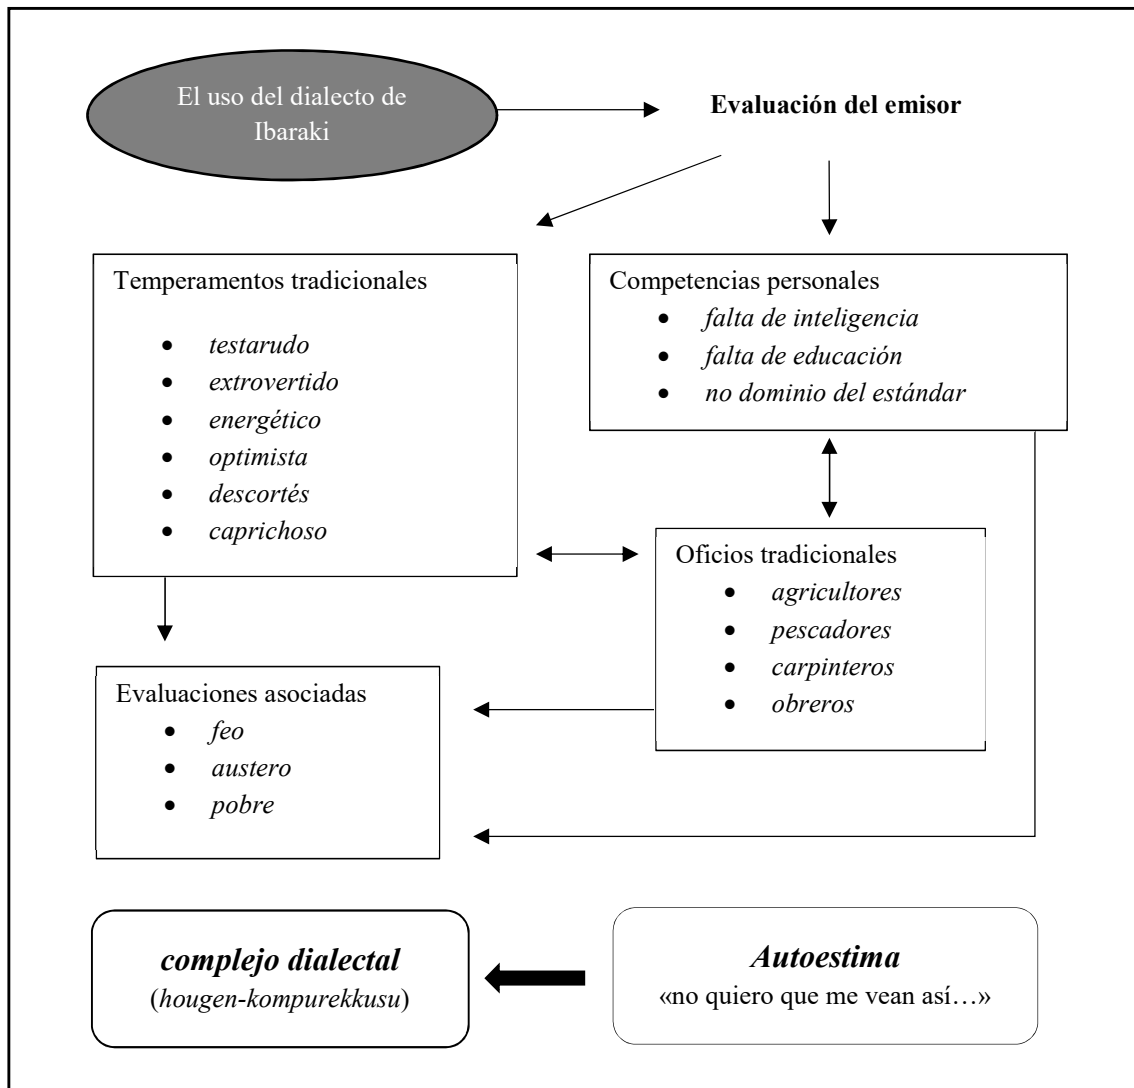 El uso del dialecto de
Ibaraki
Evaluación del emisor
Temperamentos tradicionales
• testarudo
• extrovertido
• energético
• optimista
• descortés
• caprichoso
Competencias personales
• falta de inteligencia
• falta de educación
• no dominio del estándar
Oficios tradicionales
• agricultores
• pescadores
• carpinteros
• obreros
Evaluaciones asociadas
• feo
• austero
• pobre
complejo dialectal
(hougen-kompurekkusu)
Autoestima
«no quiero que me vean así…»